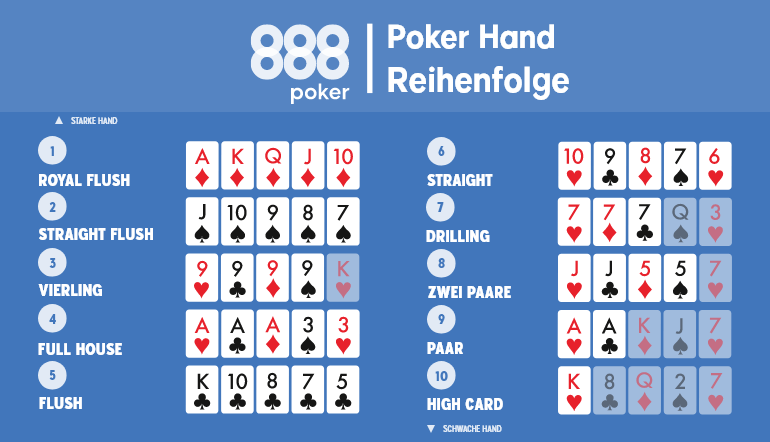 888
poker
Poker Hand
Reihenfolge
STARKE HAND
1
ROYAL FLUSH
A K Q J 10
2
STRAIGHT FLUSH
J 10 9 8 7
3
VIERLING
9 9 9 9 K
4
FULL HOUSE
A A A 3 3
5
FLUSH
K 10 8 7 5
6
STRAIGHT
10 9 8 7 6
7
DRILLING
7 7 7 Q 3
8
ZWEI PAARE
J J 5 5 7
9
PAAR
A A K J 7
10
HIGH CARD
K 8 Q 2 7
SCHWACHE HAND